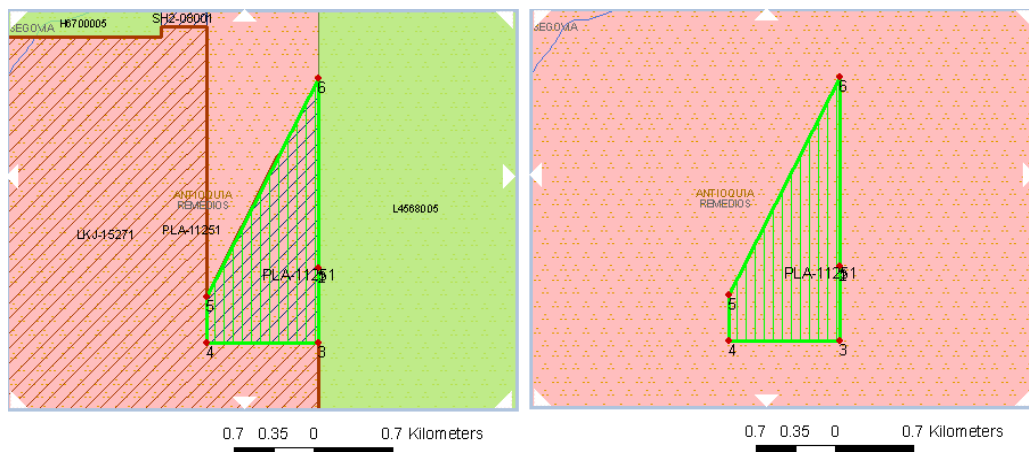 SH2-08001
H6700005
SEGOVIA
6
ANTIOQUIA
REMEDIOS
LKJ-15271
PLA-11251
L4568005
PLA-11251
5
4
3
0.7 0.35 0 0.7 Kilometers
SEGOVIA
6
ANTIOQUIA
REMEDIOS
PLA-11251
5
4
3
0.7 0.35 0 0.7 Kilometers